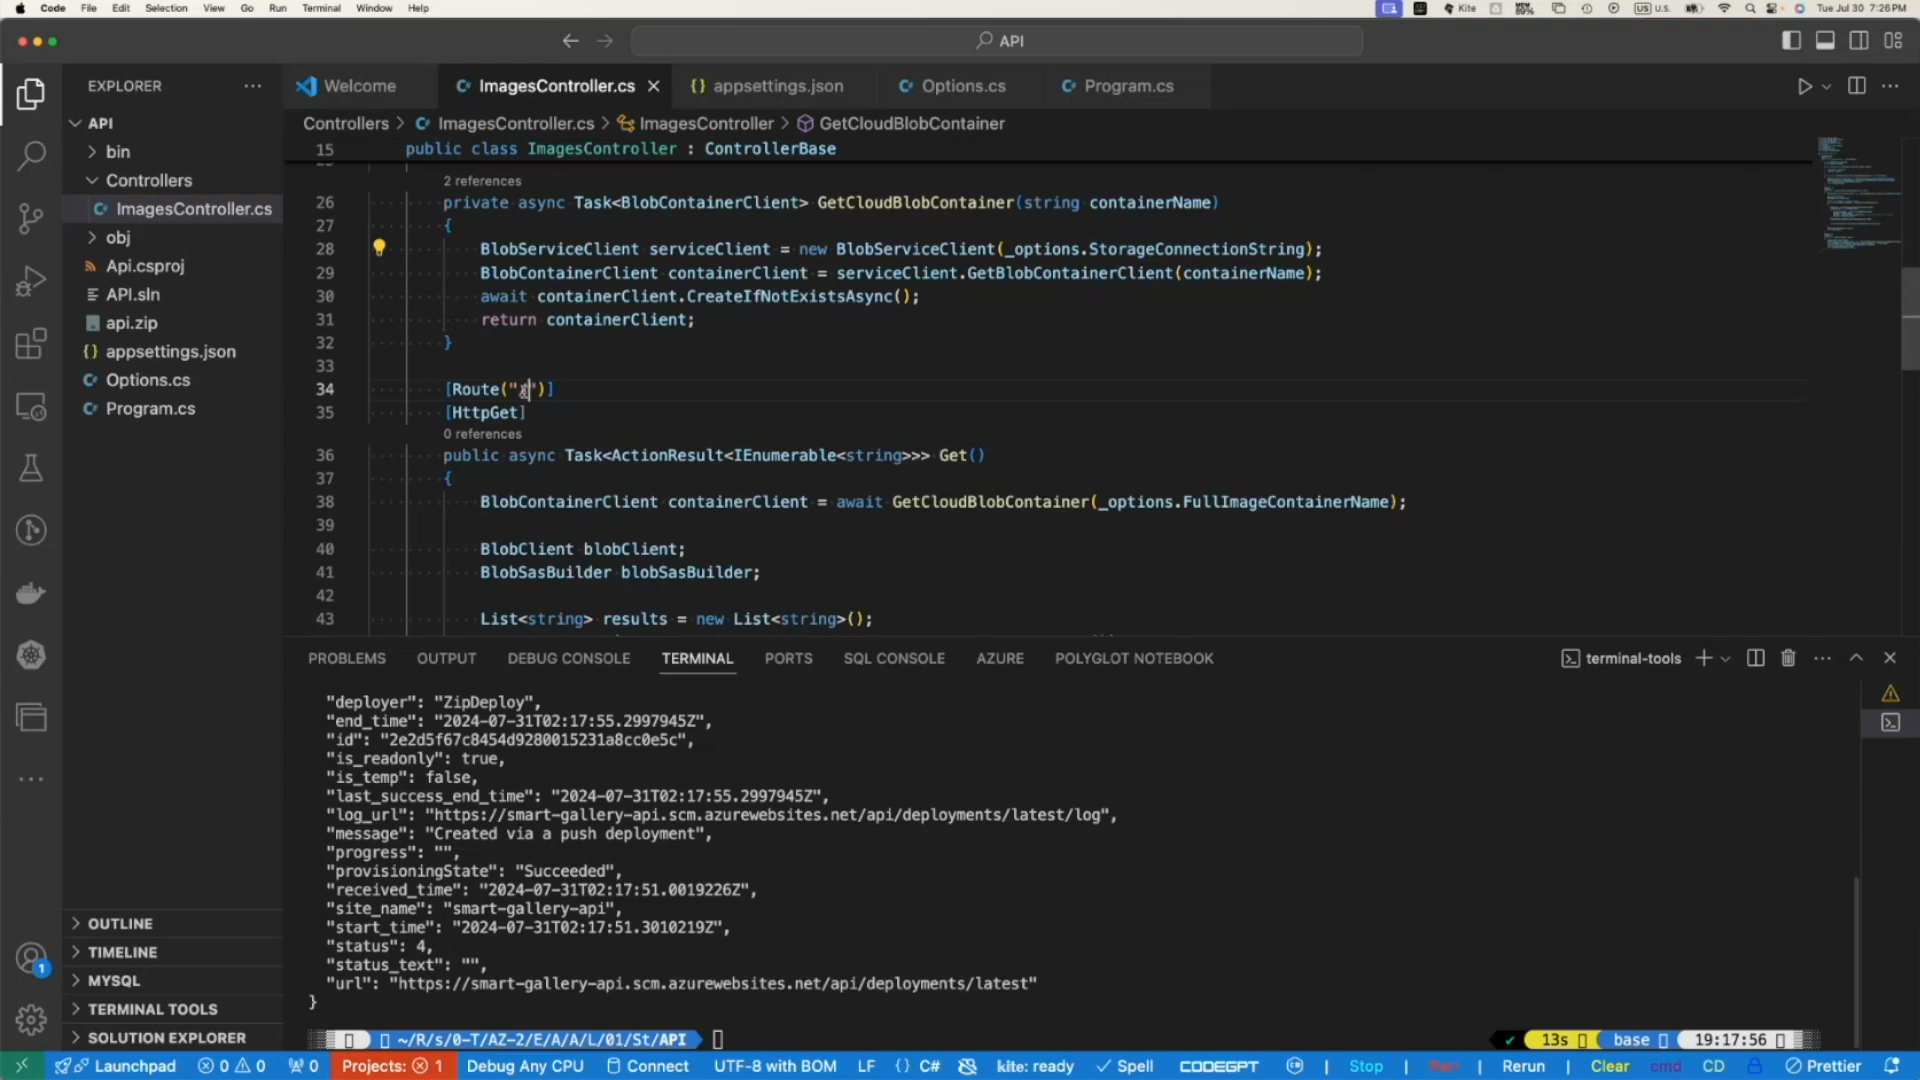 Code File Edit Selection View Go Run Terminal Window Help
Kite
U.S.
Tue Jul 30 7:26 PM
API
EXPLORER
API
bin
Controllers
ImagesController.cs
obj
Api.csproj
API.sln
api.zip
appsettings.json
Options.cs
Program.cs
OUTLINE
TIMELINE
MYSQL
TERMINAL TOOLS
SOLUTION EXPLORER
Welcome ImagesController.cs appsettings.json Options.cs Program.cs
Controllers > ImagesController.cs > ImagesController > GetCloudBlobContainer
15 public class ImagesController : ControllerBase
2 references
26 private async Task<BlobContainerClient> GetCloudBlobContainer(string containerName)
27 {
28 BlobServiceClient serviceClient = new BlobServiceClient(_options.StorageConnectionString);
29 BlobContainerClient containerClient = serviceClient.GetBlobContainerClient(containerName);
30 await containerClient.CreateIfNotExistsAsync();
31 return containerClient;
32 }
33
34 [Route("/")]
35 [HttpGet]
0 references
36 public async Task<ActionResult<IEnumerable<string>>> Get()
37 {
38 BlobContainerClient containerClient = await GetCloudBlobContainer(_options.FullImageContainerName);
39
40 BlobClient blobClient;
41 BlobSasBuilder blobSasBuilder;
42
43 List<string> results = new List<string>();
PROBLEMS OUTPUT DEBUG CONSOLE TERMINAL PORTS SQL CONSOLE AZURE POLYGLOT NOTEBOOK
terminal-tools
"deployer": "ZipDeploy",
"end_time": "2024-07-31T02:17:55.2997945Z",
"id": "2e2d5f67c8454d9280015231a8cc0e5c",
"is_readonly": true,
"is_temp": false,
"last_success_end_time": "2024-07-31T02:17:55.2997945Z",
"log_url": "https://smart-gallery-api.scm.azurewebsites.net/api/deployments/latest/log",
"message": "Created via a push deployment",
"progress": "",
"provisioningState": "Succeeded",
"received_time": "2024-07-31T02:17:51.0019226Z",
"site_name": "smart-gallery-api",
"start_time": "2024-07-31T02:17:51.3010219Z",
"status": 4,
"status_text": "",
"url": "https://smart-gallery-api.scm.azurewebsites.net/api/deployments/latest"
}
~/R/s/0-T/AZ-2/E/A/A/L/01/St/API
13s base 19:17:56
1
Launchpad 0 0 0 Projects: 1 Debug Any CPU Connect UTF-8 with BOM LF {} C# kite: ready Spell CODEGPT | Stop | Run | Rerun | Clear cmd CD Prettier